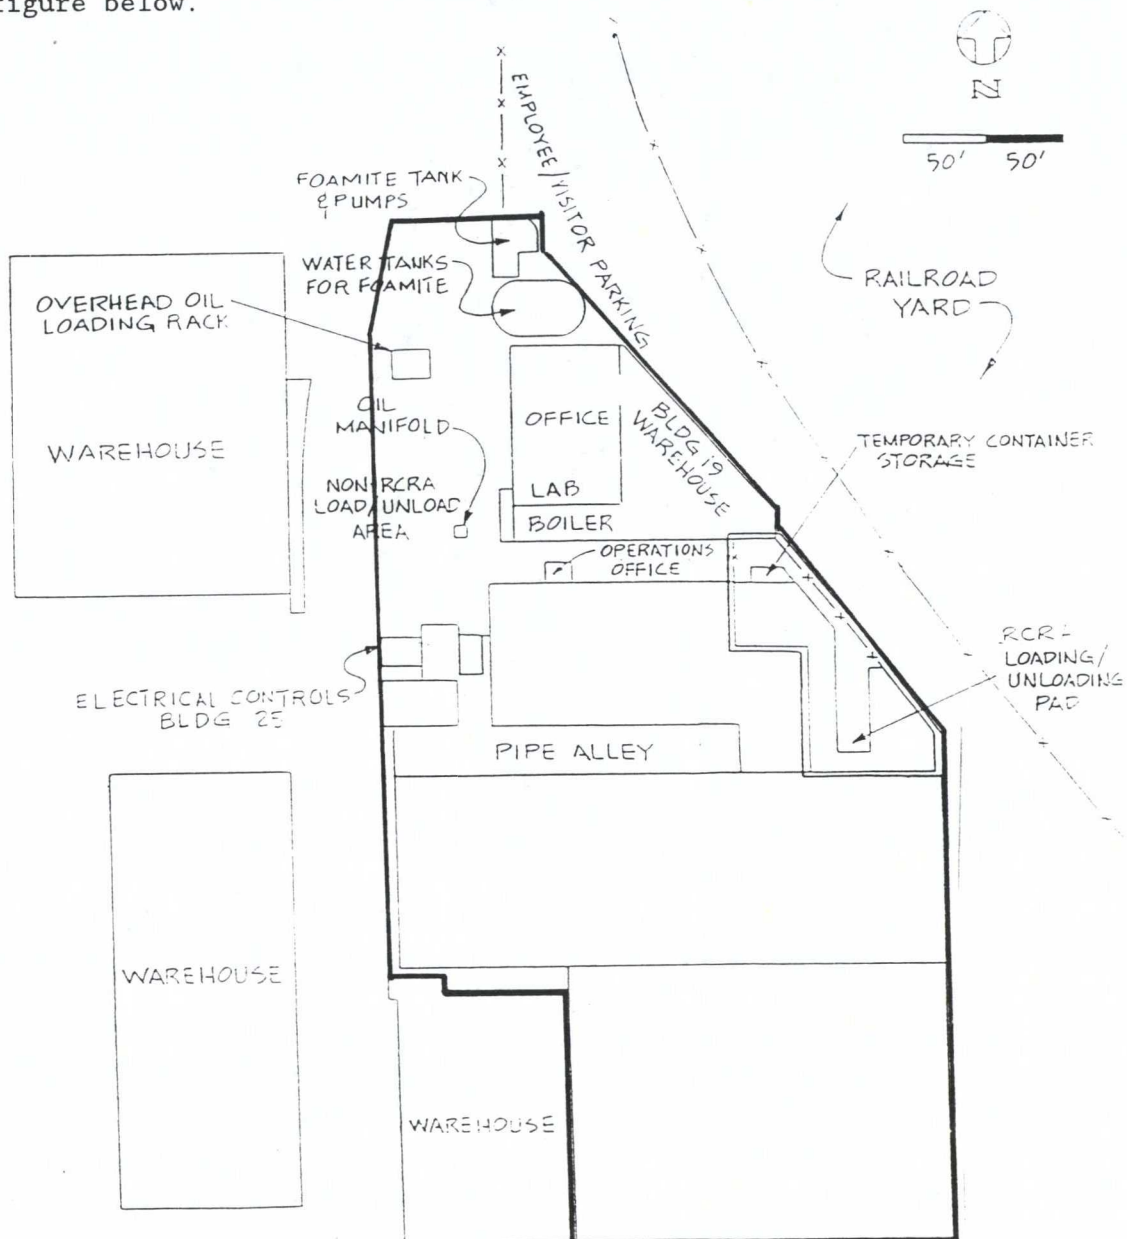 figure below.
N
50' 50'
EMPLOYEE/VISITOR PARKING
FOAMITE TANK
& PUMPS
WATER TANKS
FOR FOAMITE
RAILROAD
YARD
OVERHEAD OIL
LOADING RACK
WAREHOUSE
OIL
MANIFOLD
OFFICE
BLDG 19
WAREHOUSE
TEMPORARY CONTAINER
STORAGE
NON-RCRA
LOAD/UNLOAD
AREA
LAB
BOILER
OPERATIONS
OFFICE
RCRA
LOADING/
UNLOADING
PAD
ELECTRICAL CONTROLS
BLDG 25
PIPE ALLEY
WAREHOUSE
WAREHOUSE